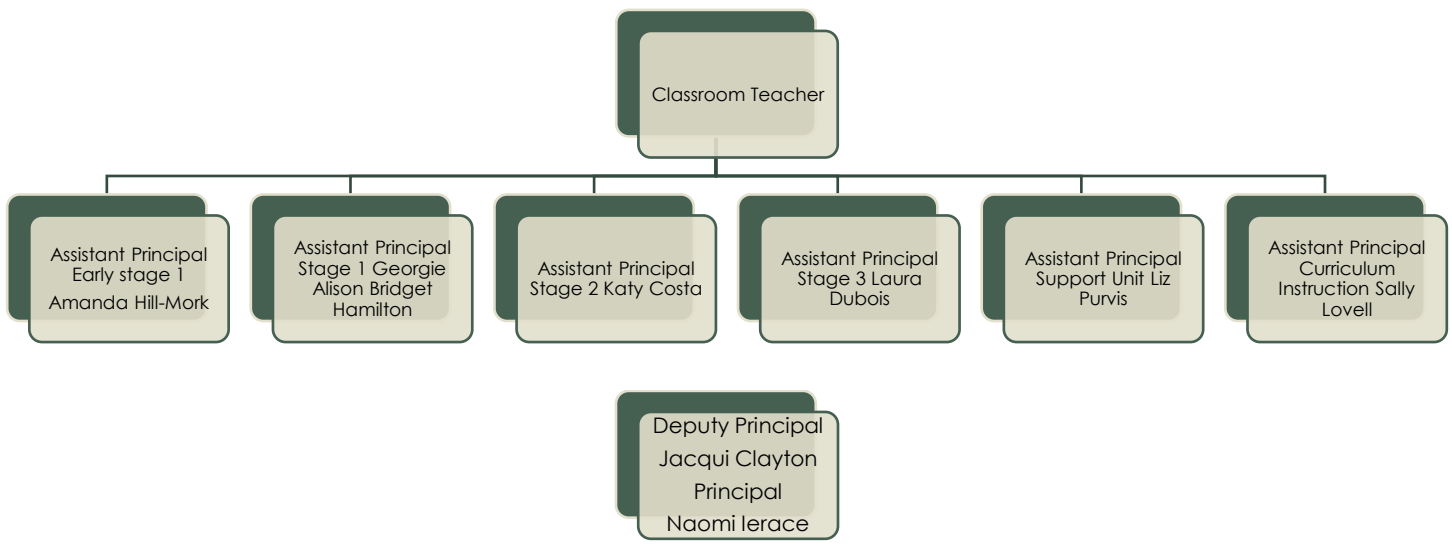 Classroom Teacher
Assistant Principal
Early stage 1
Amanda Hill-Mork
Assistant Principal
Stage 1 Georgie
Alison Bridget
Hamilton
Assistant Principal
Stage 2 Katy Costa
Assistant Principal
Stage 3 Laura
Dubois
Assistant Principal
Support Unit Liz
Purvis
Assistant Principal
Curriculum
Instruction Sally
Lovell
Deputy Principal
Jacqui Clayton
Principal
Naomi Ierace